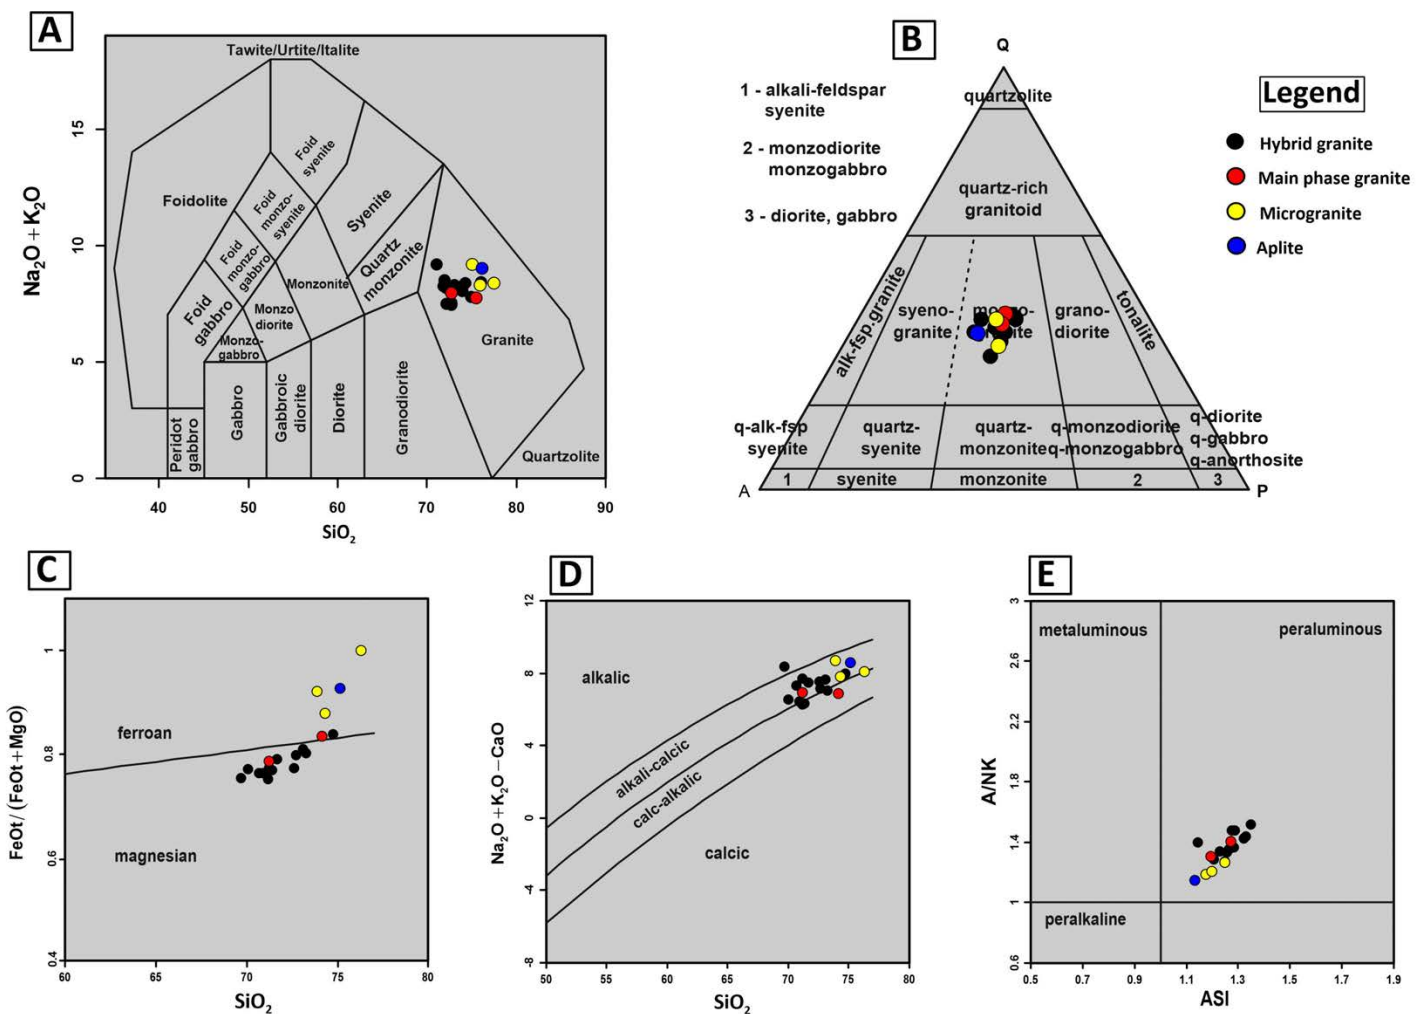 A
Tawite/Urtite/Italite
Foidolite
Foid
syenite
Foid
monzo-
syenite
Foid
monzo-
gabbro
Foid
gabbro
Syenite
Quartz
monzonite
Monzonite
Monzo
diorite
Monzo-
gabbro
Granite
Peridot
gabbro
Gabbro
Gabbroic
diorite
Diorite
Granodiorite
Quartzolite
Na₂O + K₂O
0
5
10
15
40
50
60
70
80
90
SiO₂
B
Q
1 - alkali-feldspar
syenite
2 - monzodiorite
monzogabbro
3 - diorite, gabbro
quartzolite
quartz-rich
granitoid
alk-fsp.granite
syeno-
granite
grano-
diorite
tonalite
q-alk-fsp
syenite
quartz-
syenite
quartz-
monzonite
q-monzodiorite
q-monzogabbro
q-diorite
q-gabbro
q-anorthosite
A
1
syenite
monzonite
2
3
P
Legend
Hybrid granite
Main phase granite
Microgranite
Aplite
C
FeOt/ (FeOt+MgO)
0.4
0.6
0.8
1
ferroan
magnesian
60
65
70
75
80
SiO₂
D
Na₂O + K₂O − CaO
-8
-4
0
4
8
12
alkalic
alkali-calcic
calc-alkalic
calcic
50
55
60
65
70
75
80
SiO₂
E
A/NK
0.6
1
1.4
1.8
2.2
2.6
3
metaluminous
peraluminous
peralkaline
0.5
0.7
0.9
1.1
1.3
1.5
1.7
1.9
ASI